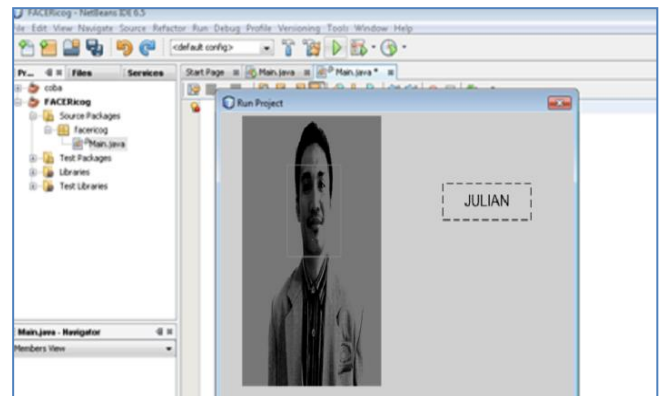 FACERicog - NetBeans IDE 6.5
File Edit View Navigate Source Refactor Run Debug Profile Versioning Tools Window Help
<default config>
Pr... Files Services
Start Page Main.java Main.java *
coba
FACERicog
Source Packages
facericog
Main.java
Test Packages
Libraries
Test Libraries
Run Project
JULIAN
Main.java - Navigator
Members View